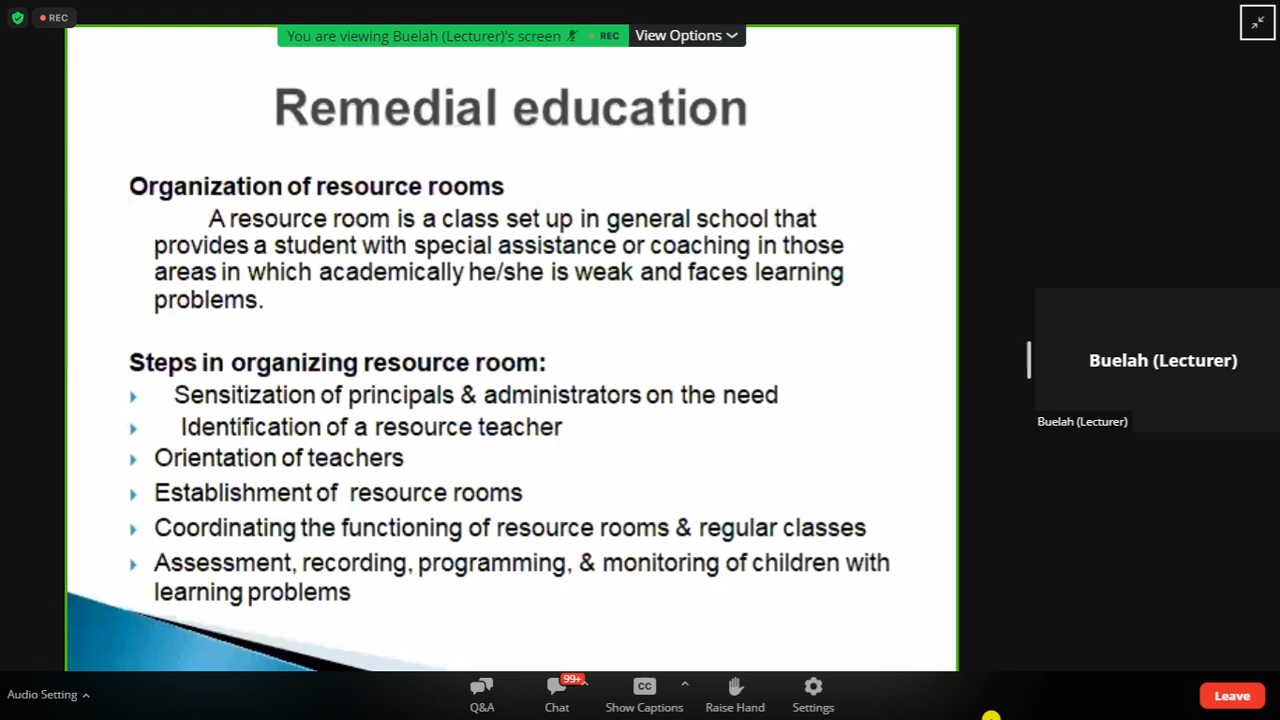 REC
You are viewing Buelah (Lecturer)'s screen REC View Options
Remedial education
Organization of resource rooms
A resource room is a class set up in general school that
provides a student with special assistance or coaching in those
areas in which academically he/she is weak and faces learning
problems.
Steps in organizing resource room:
Sensitization of principals & administrators on the need
Identification of a resource teacher
Orientation of teachers
Establishment of resource rooms
Coordinating the functioning of resource rooms & regular classes
Assessment, recording, programming, & monitoring of children with
learning problems
Buelah (Lecturer)
Buelah (Lecturer)
Audio Setting
Q&A
99+
Chat
CC
Show Captions
Raise Hand
Settings
Leave